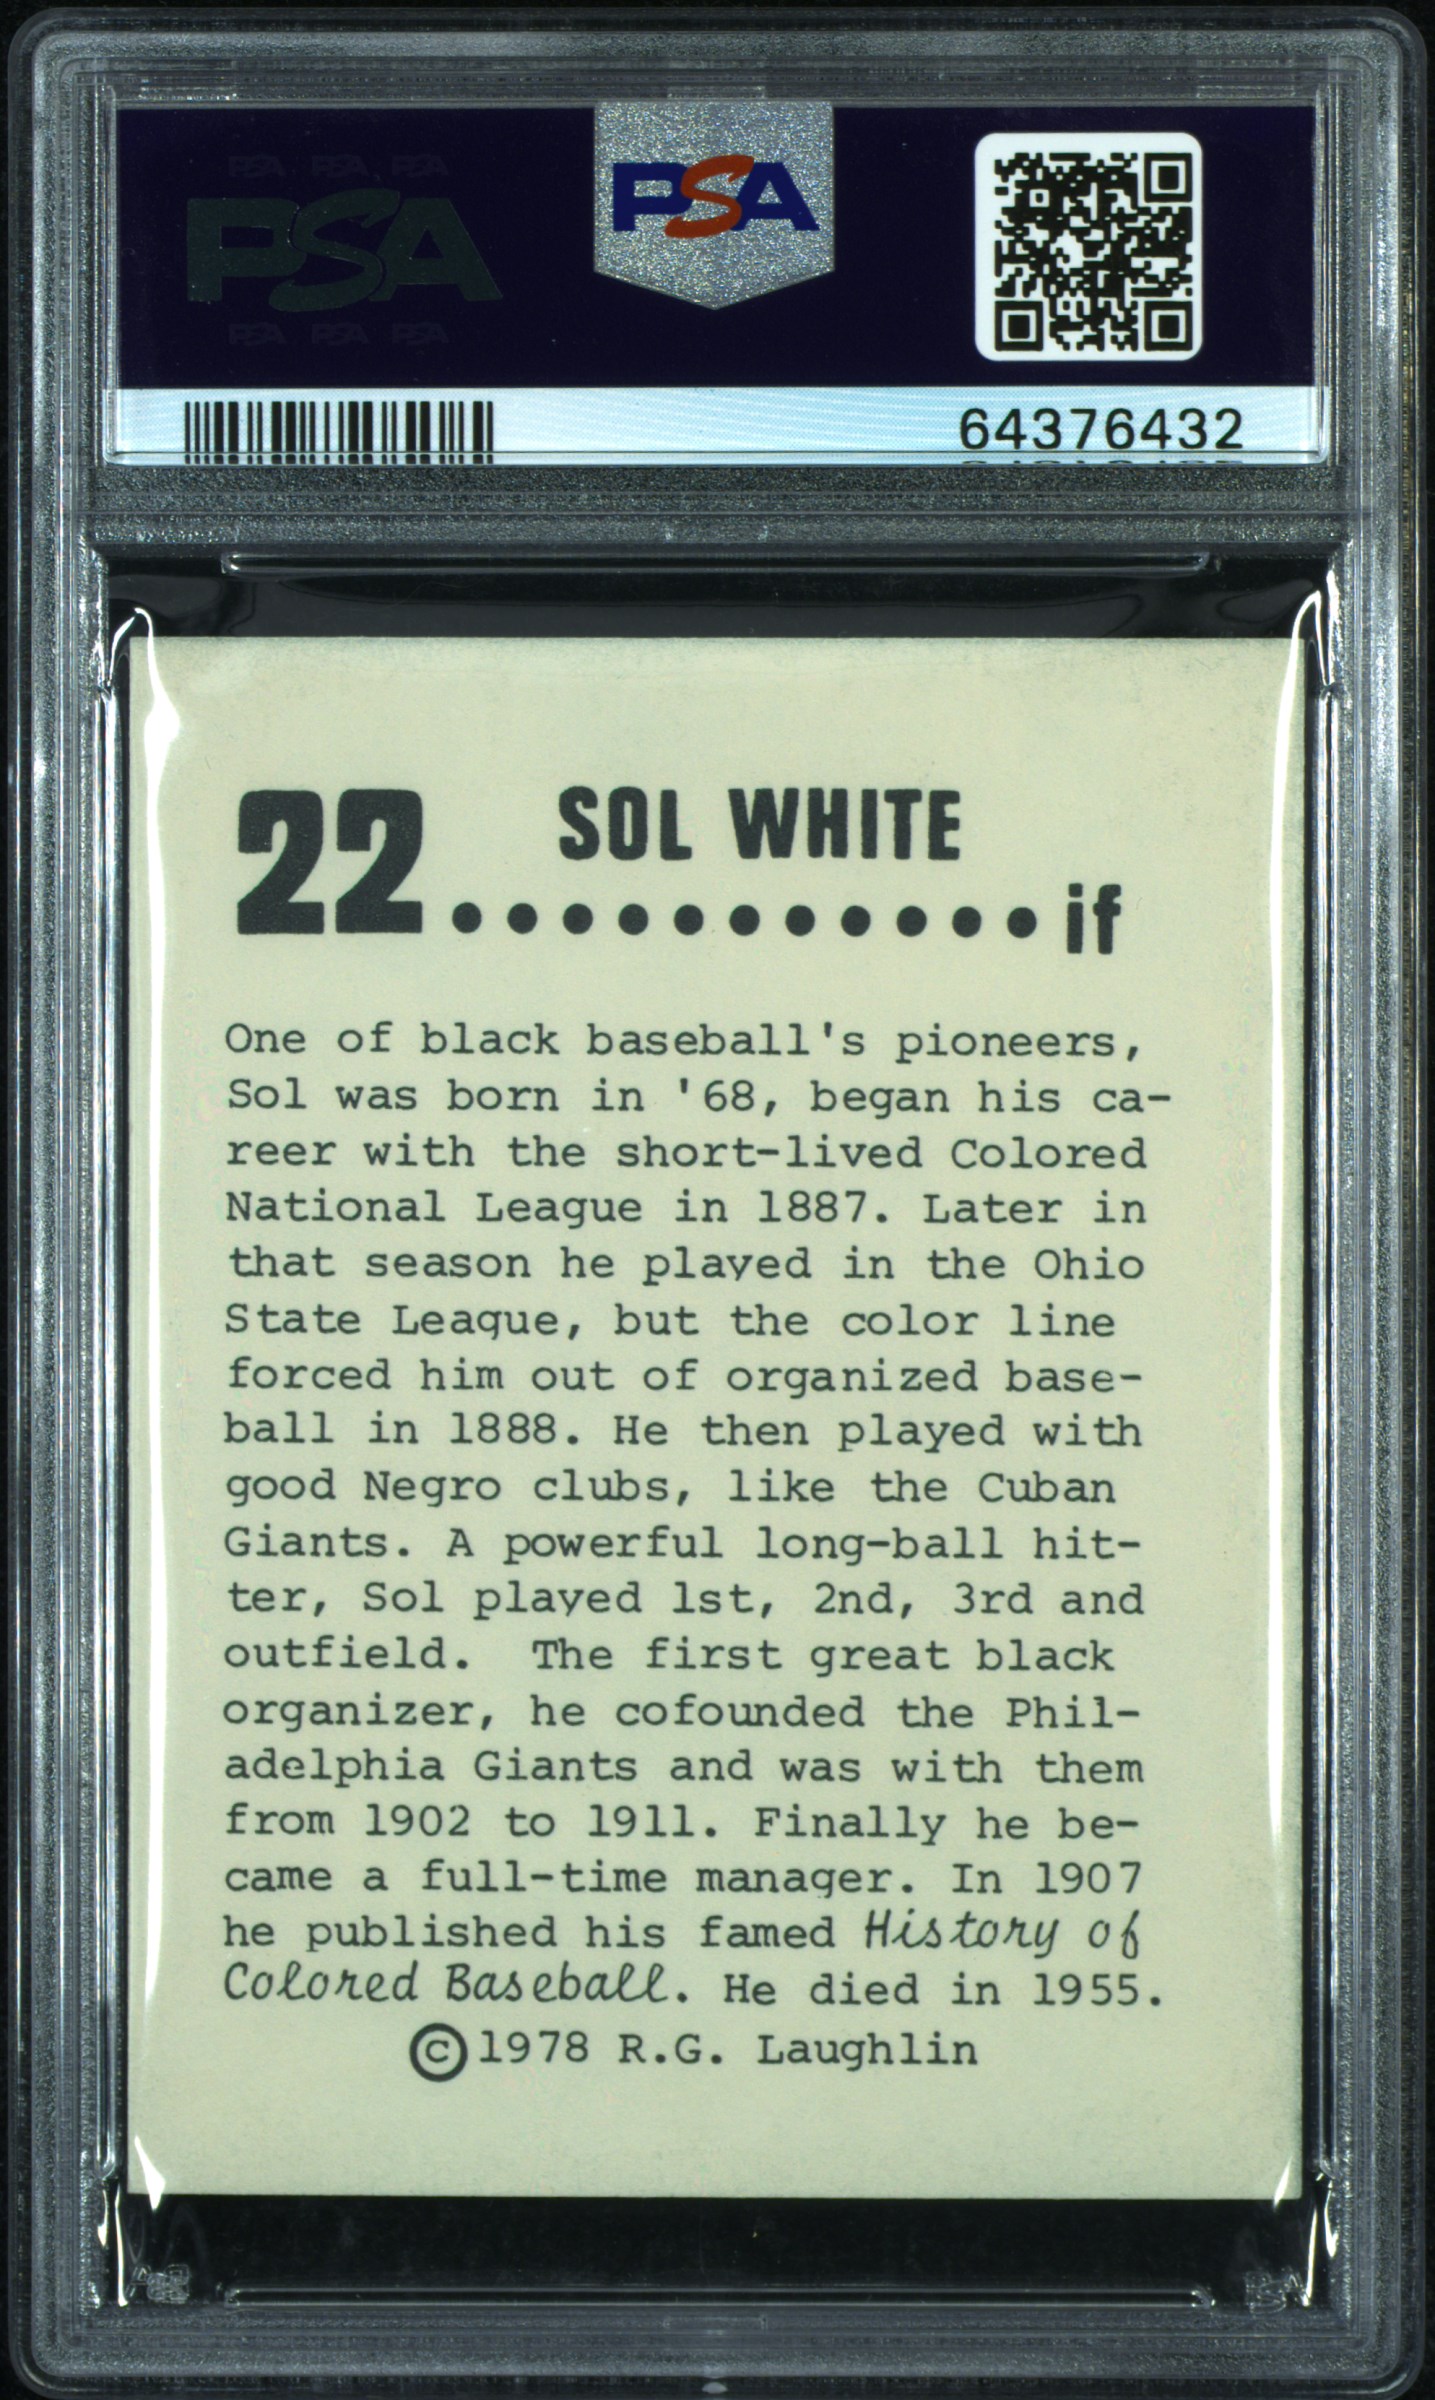 PSA PSA PSA
PSA
PSA PSA PSA
PSA
64376432
22 SOL WHITE
............if
One of black baseball's pioneers,
Sol was born in '68, began his ca-
reer with the short-lived Colored
National League in 1887. Later in
that season he played in the Ohio
State League, but the color line
forced him out of organized base-
ball in 1888. He then played with
good Negro clubs, like the Cuban
Giants. A powerful long-ball hit-
ter, Sol played 1st, 2nd, 3rd and
outfield. The first great black
organizer, he cofounded the Phil-
adelphia Giants and was with them
from 1902 to 1911. Finally he be-
came a full-time manager. In 1907
he published his famed History of
Colored Baseball. He died in 1955.
©1978 R.G. Laughlin